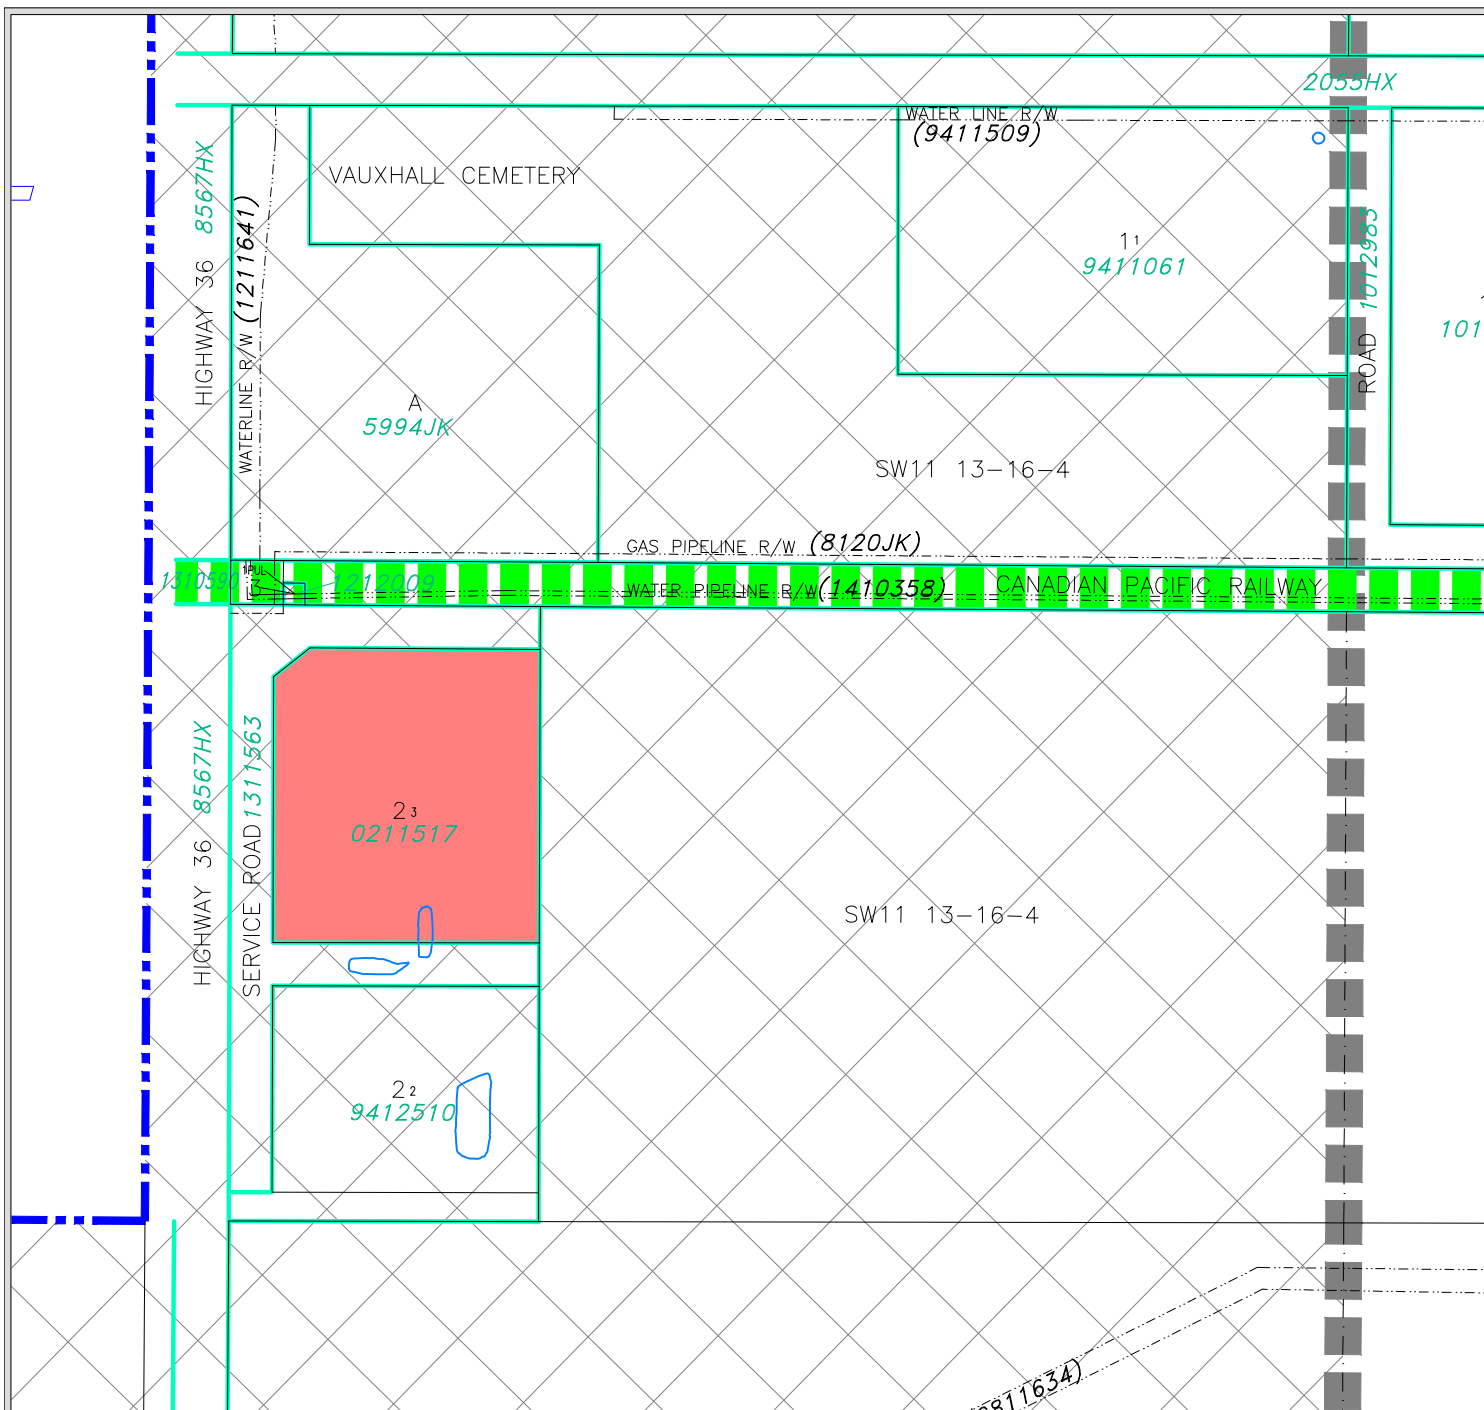 2055HX
WATER LINE R/W
(9411509)
VAUXHALL CEMETERY
HIGHWAY 36 8567HX
WATERLINE R/W (1211641)
1 1
9411061
ROAD 1012983
101
A
5994JK
SW11 13-16-4
GAS PIPELINE R/W (8120JK)
1310590
1PUL
3
1212009
WATER PIPELINE R/W (1410358)
CANADIAN PACIFIC RAILWAY
HIGHWAY 36 8567HX
SERVICE ROAD 1311563
2 3
0211517
SW11 13-16-4
2 2
9412510
811634)